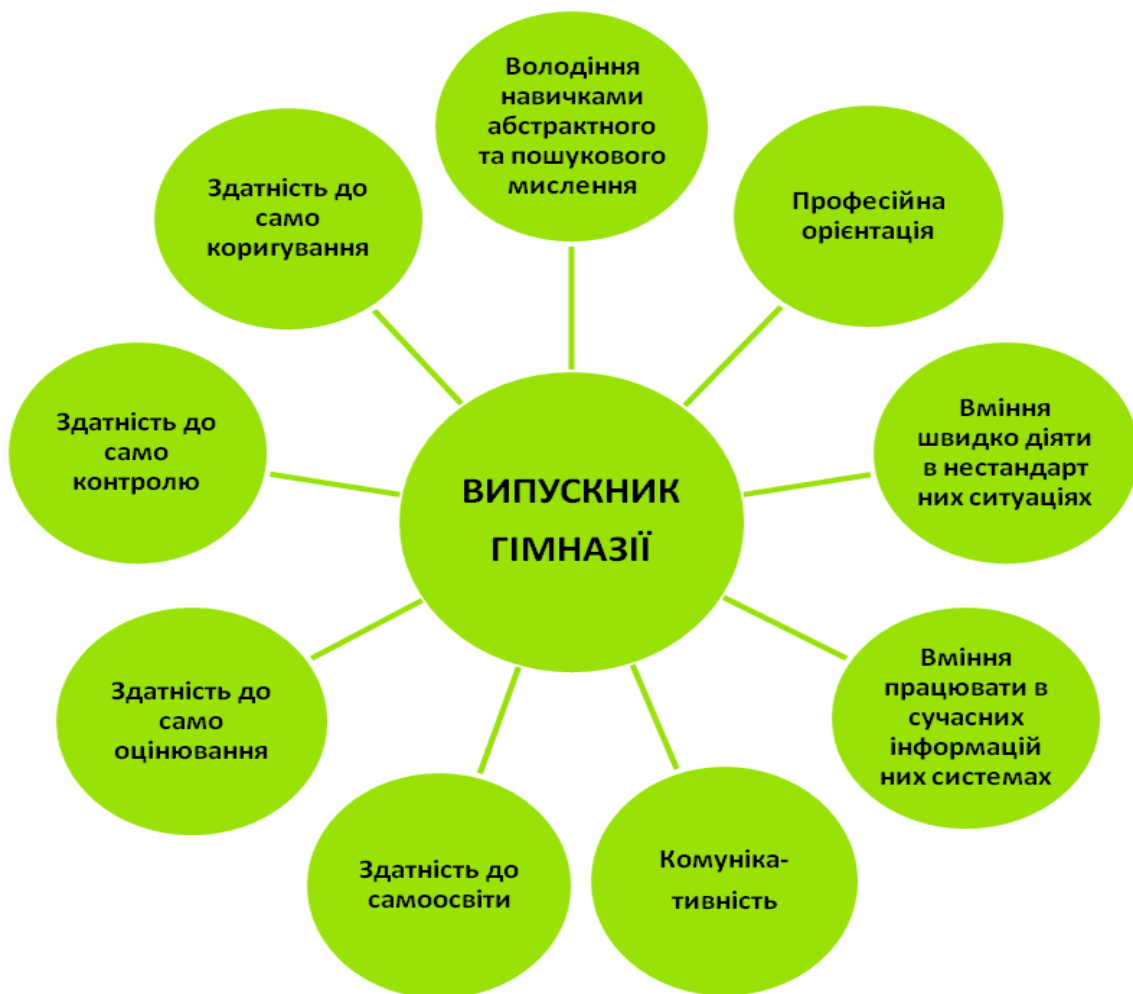 Володіння
навичками
абстрактного
та пошукового
мислення
Професійна
орієнтація
Вміння
швидко діяти
в нестандарт
них ситуаціях
Вміння
працювати в
сучасних
інформацій
них системах
Комуніка-
тивність
Здатність до
самоосвіти
Здатність до
само
оцінювання
Здатність до
само
контролю
Здатність до
само
коригування
ВИПУСКНИК
ГІМНАЗІЇ